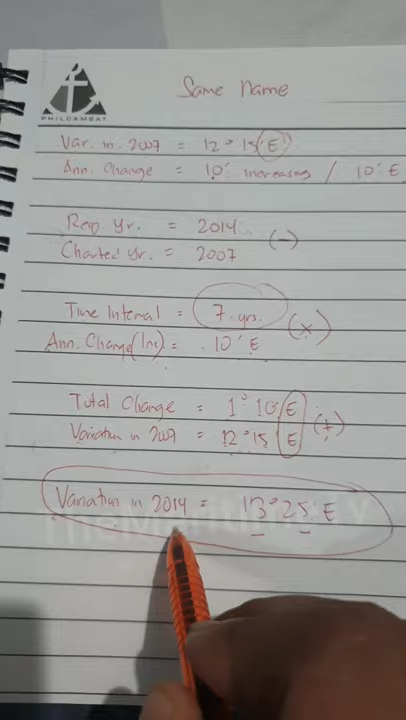 Same Name
PHILCAMSAT
Var. in. 2007 = 12° 15' E
Ann. Change = 10' increasing / 10' E
Req. Yr. = 2014
(-)
Charted Yr. = 2007
Time Interval = 7. yrs.
(x)
Ann. Change (Inc) = 10' E
Total Change = 1° 10' E
(+)
Variation in 2007 = 12° 15' E
Variation in 2014 = 13° 25' E